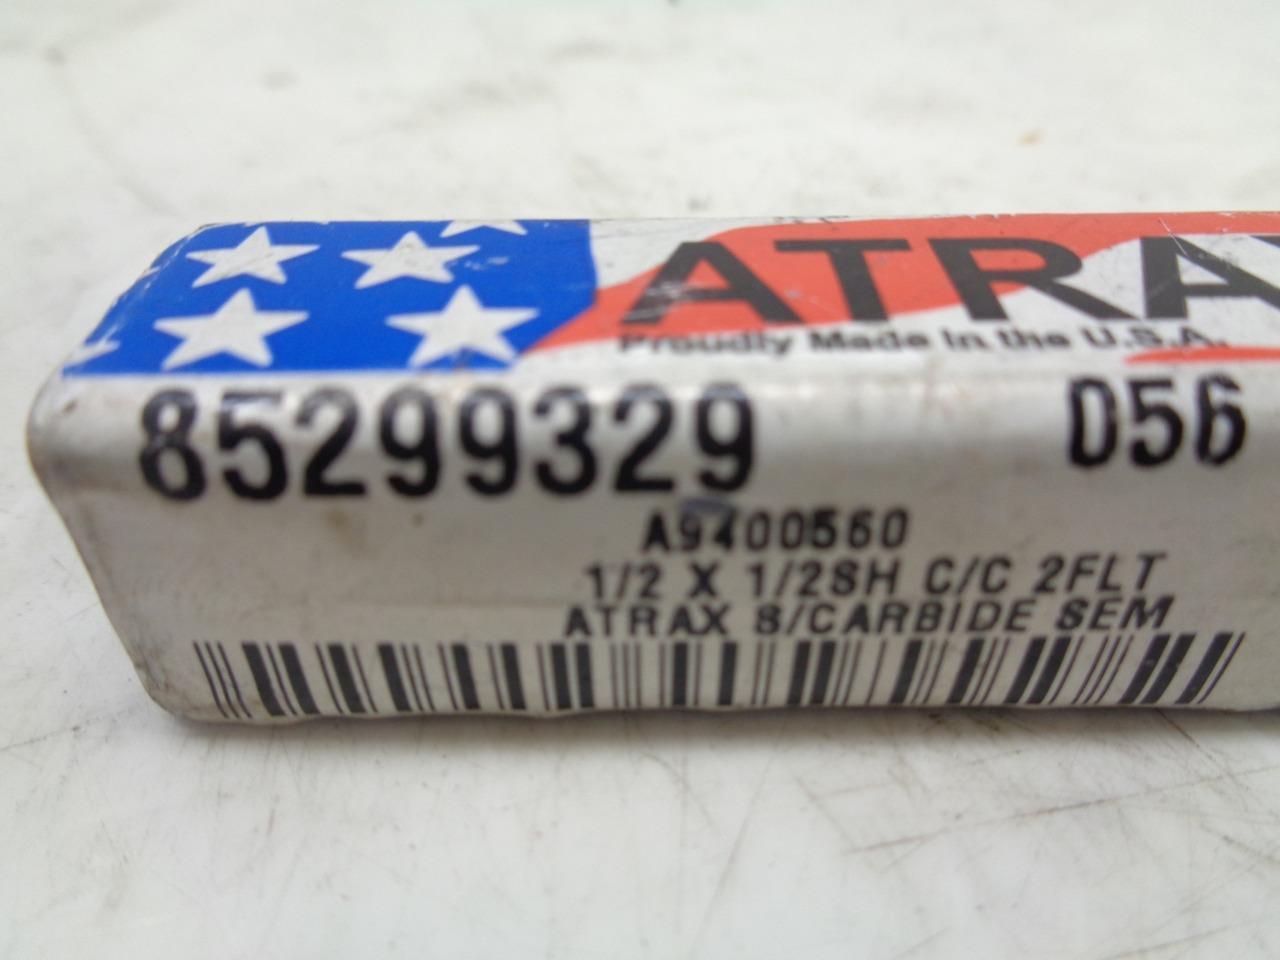 ATRA
Proudly Made In the U.S.A.
85299329 056
A9400560
1/2 X 1/2SH C/C 2FLT
ATRAX S/CARBIDE SEM